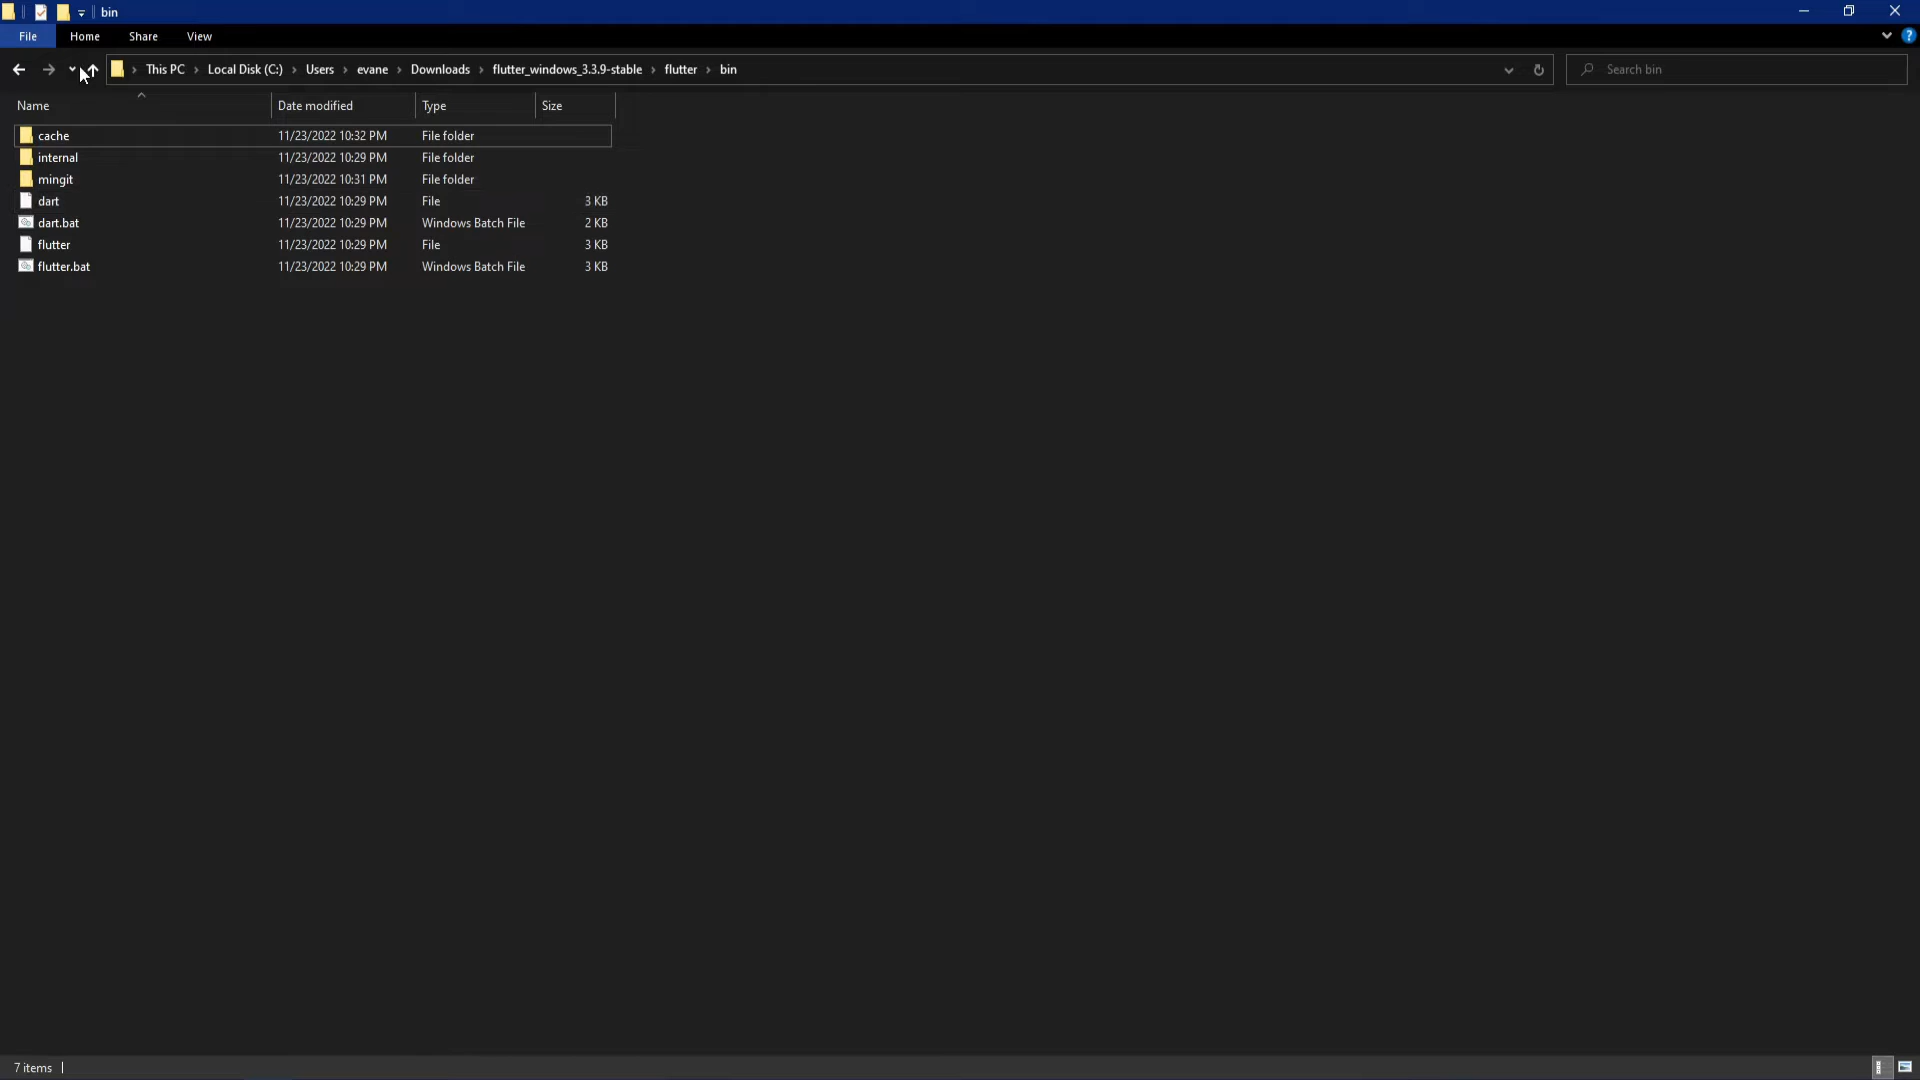 bin
File Home Share View
This PC Local Disk (C:) Users evane Downloads flutter_windows_3.3.9-stable flutter bin Search bin
Name Date modified Type Size
cache 11/23/2022 10:32 PM File folder
internal 11/23/2022 10:29 PM File folder
mingit 11/23/2022 10:31 PM File folder
dart 11/23/2022 10:29 PM File 3 KB
dart.bat 11/23/2022 10:29 PM Windows Batch File 2 KB
flutter 11/23/2022 10:29 PM File 3 KB
flutter.bat 11/23/2022 10:29 PM Windows Batch File 3 KB
7 items